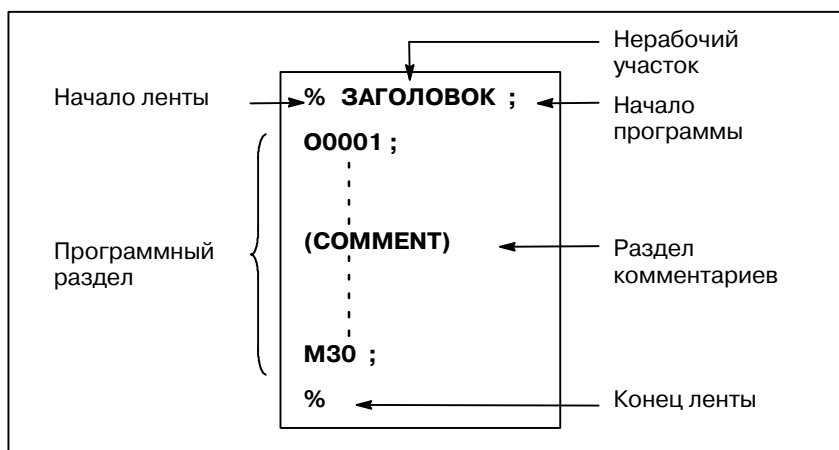 Нерабочий
участок
Начало ленты
% ЗАГОЛОВОК ;
Начало
программы
O0001 ;
Программный
раздел
(COMMENT)
Раздел
комментариев
M30 ;
%
Конец ленты